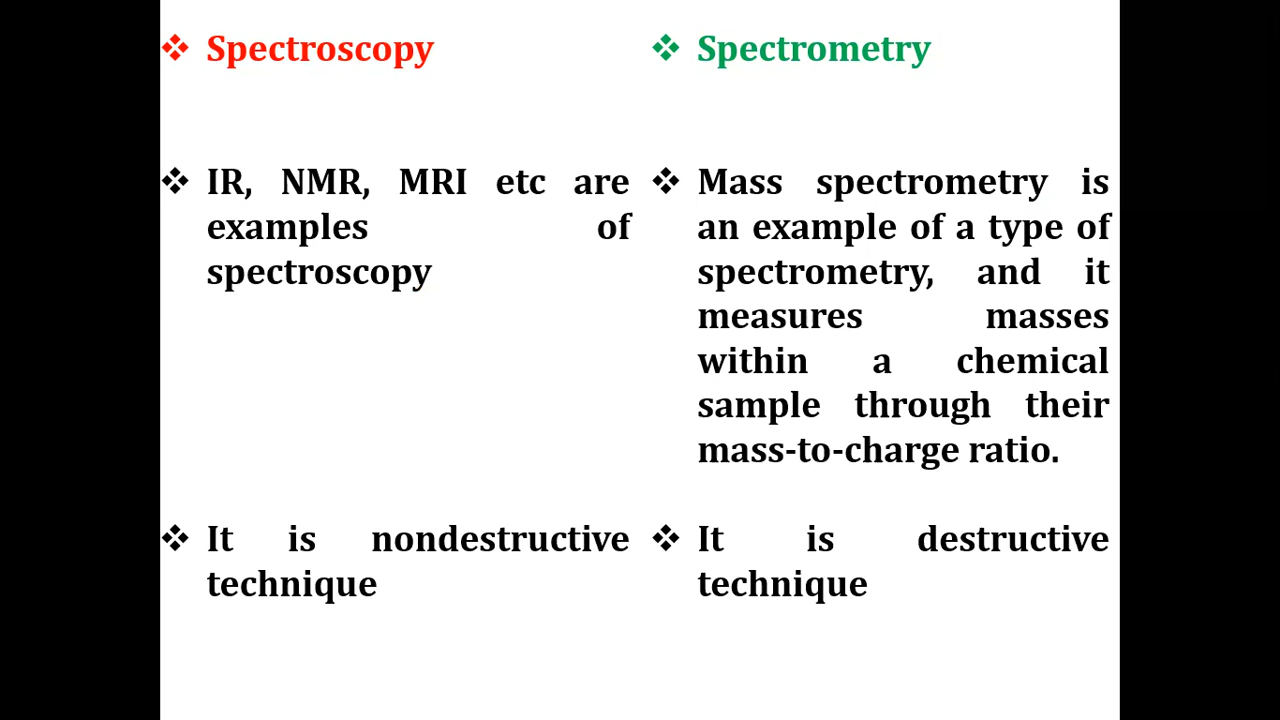 Spectroscopy
IR, NMR, MRI etc are
examples of
spectroscopy
It is nondestructive
technique
Spectrometry
Mass spectrometry is
an example of a type of
spectrometry, and it
measures masses
within a chemical
sample through their
mass-to-charge ratio.
It is destructive
technique